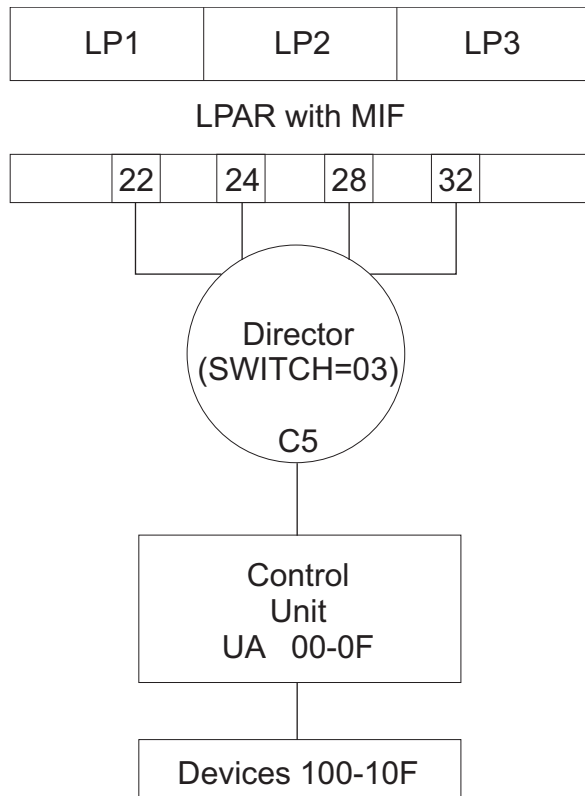 LP1 LP2 LP3
LPAR with MIF
22 24 28 32
Director
(SWITCH=03)
C5
Control
Unit
UA 00-0F
Devices 100-10F